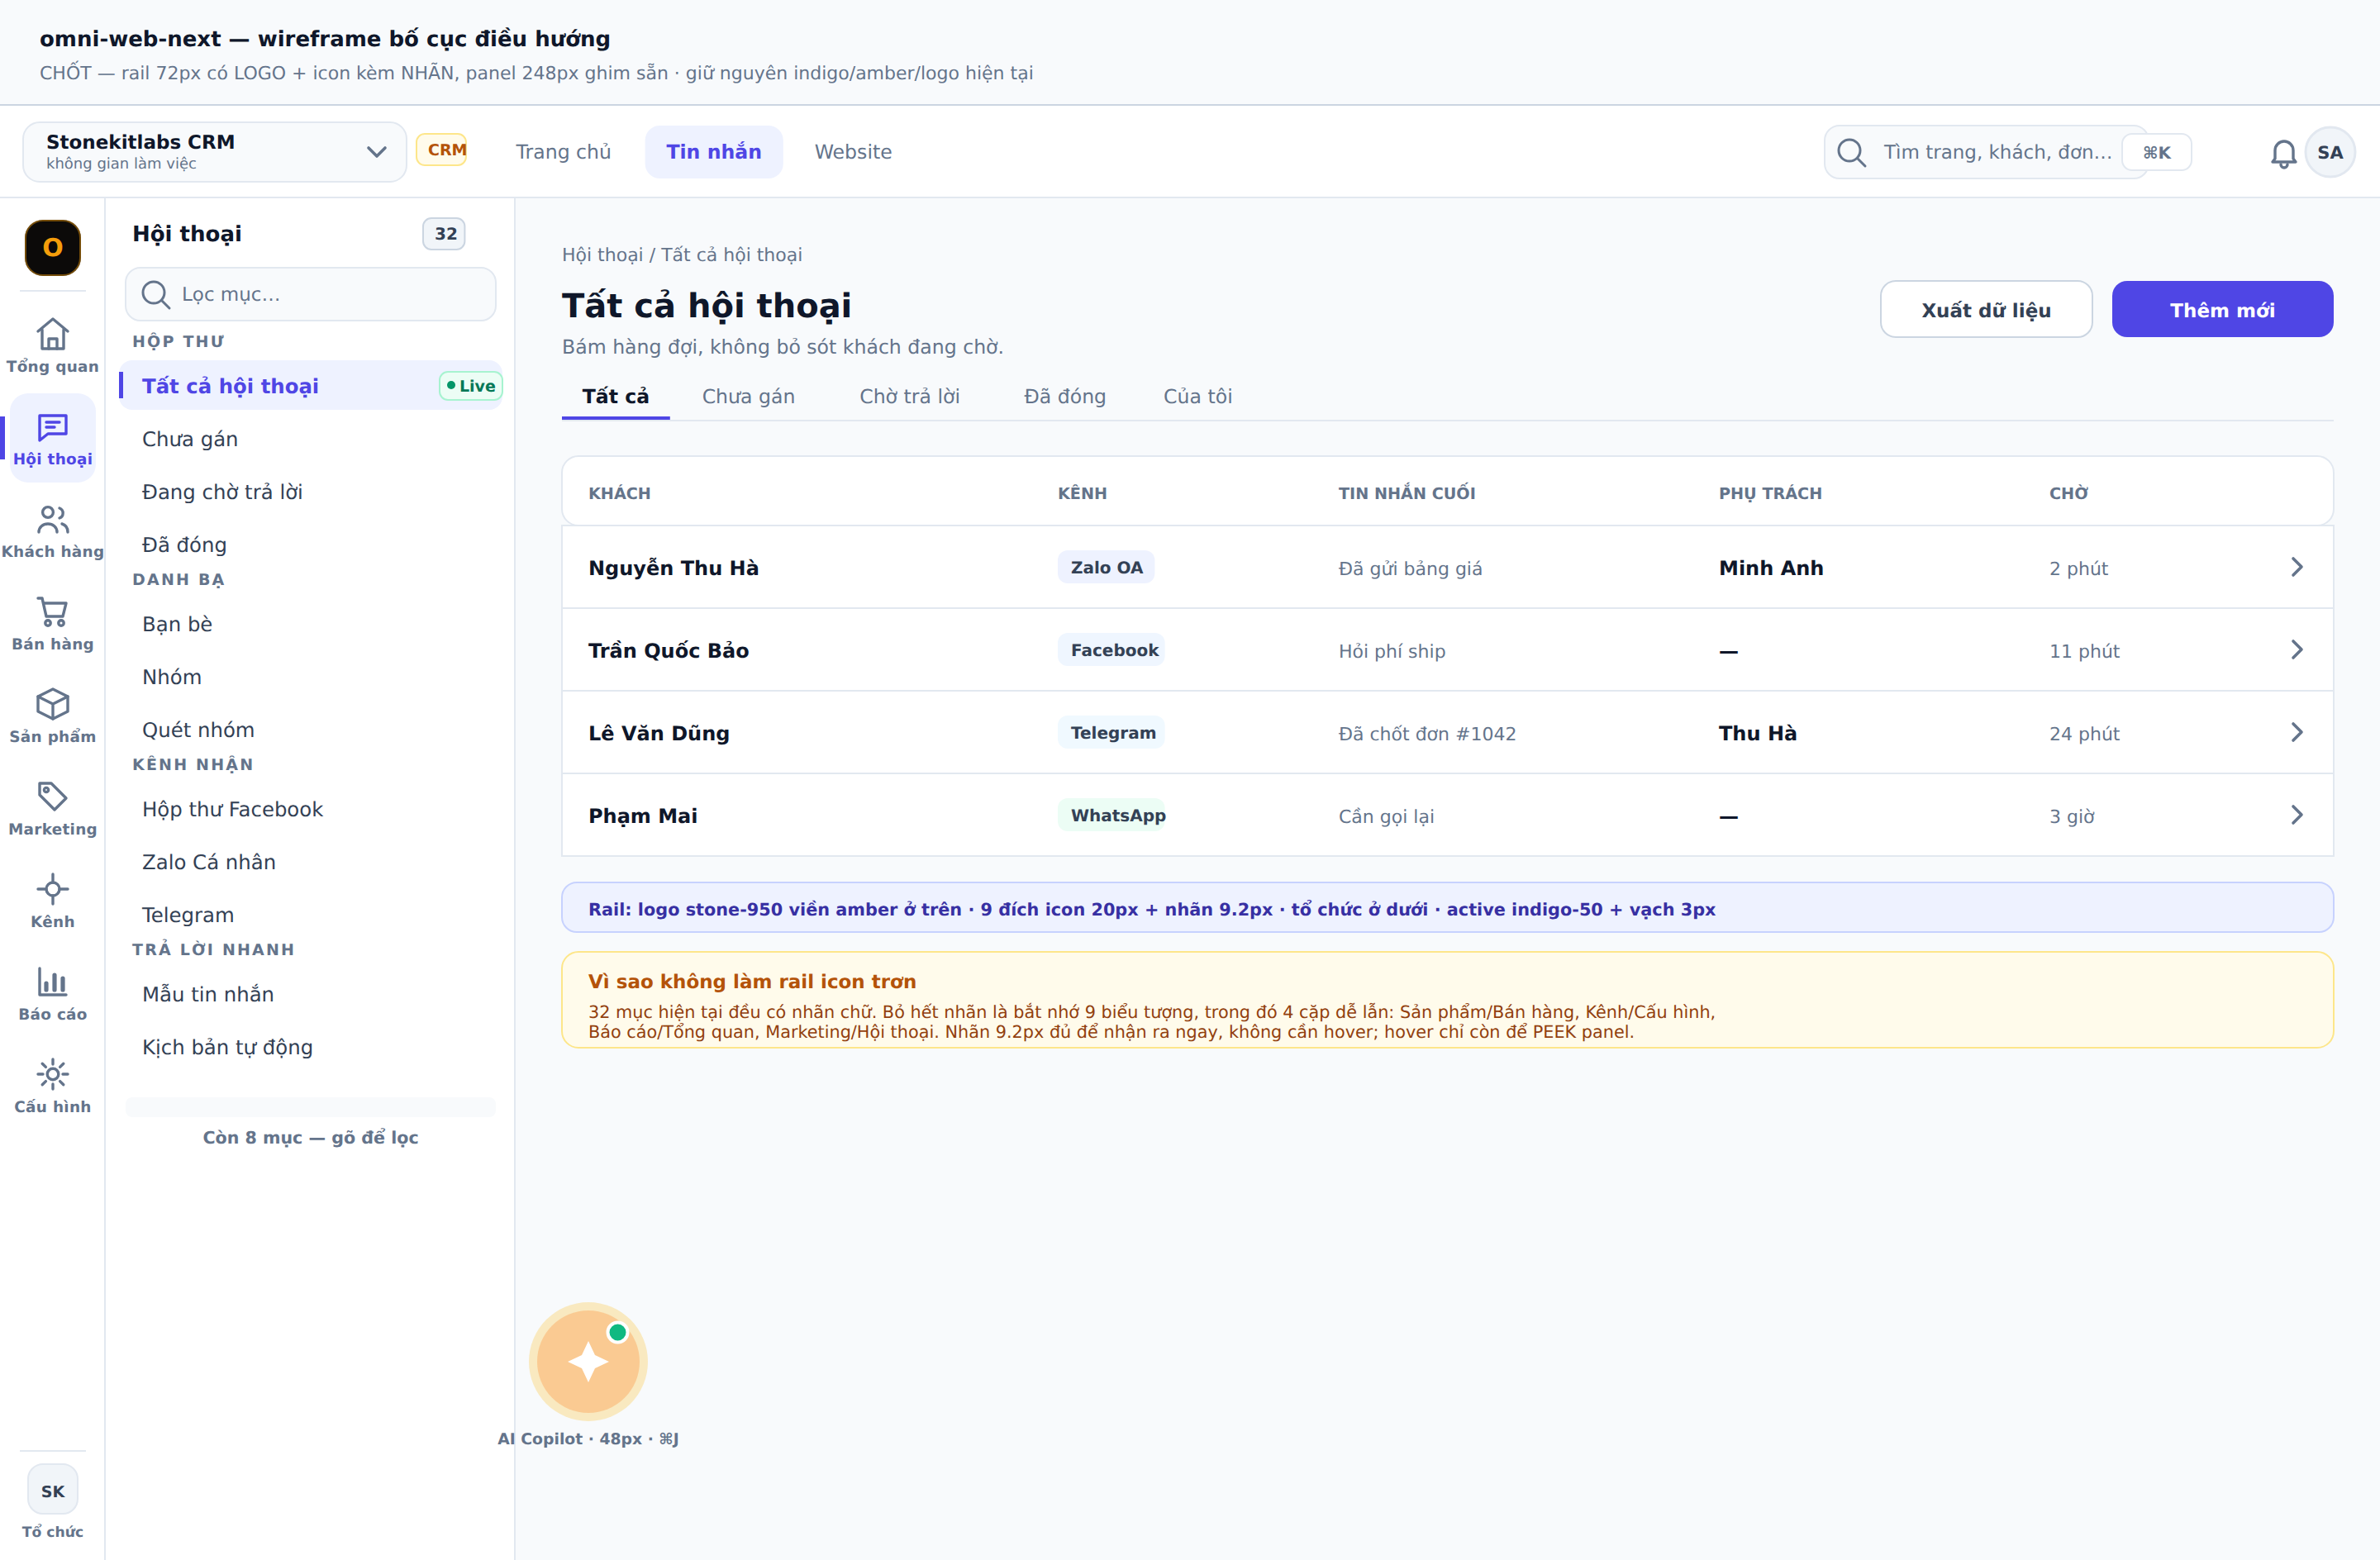 omni-web-next — wireframe bố cục điều hướng
CHỐT — rail 72px có LOGO + icon kèm NHÃN, panel 248px ghim sẵn · giữ nguyên indigo/amber/logo hiện tại
Stonekitlabs CRM
không gian làm việc
CRM
Trang chủ
Tin nhắn
Website
Tìm trang, khách, đơn...
⌘K
SA
O
Tổng quan
Hội thoại
Khách hàng
Bán hàng
Sản phẩm
Marketing
Kênh
Báo cáo
Cấu hình
SK
Tổ chức
Hội thoại
32
Lọc mục...
HỘP THƯ
Tất cả hội thoại
Live
Chưa gán
Đang chờ trả lời
Đã đóng
DANH BẠ
Bạn bè
Nhóm
Quét nhóm
KÊNH NHẬN
Hộp thư Facebook
Zalo Cá nhân
Telegram
TRẢ LỜI NHANH
Mẫu tin nhắn
Kịch bản tự động
Còn 8 mục — gõ để lọc
Hội thoại / Tất cả hội thoại
Tất cả hội thoại
Bám hàng đợi, không bỏ sót khách đang chờ.
Xuất dữ liệu
Thêm mới
Tất cả
Chưa gán
Chờ trả lời
Đã đóng
Của tôi
KHÁCH KÊNH TIN NHẮN CUỐI PHỤ TRÁCH CHỜ
Nguyễn Thu Hà Zalo OA Đã gửi bảng giá Minh Anh 2 phút
Trần Quốc Bảo Facebook Hỏi phí ship — 11 phút
Lê Văn Dũng Telegram Đã chốt đơn #1042 Thu Hà 24 phút
Phạm Mai WhatsApp Cần gọi lại — 3 giờ
Rail: logo stone-950 viền amber ở trên · 9 đích icon 20px + nhãn 9.2px · tổ chức ở dưới · active indigo-50 + vạch 3px
Vì sao không làm rail icon trơn
32 mục hiện tại đều có nhãn chữ. Bỏ hết nhãn là bắt nhớ 9 biểu tượng, trong đó 4 cặp dễ lẫn: Sản phẩm/Bán hàng, Kênh/Cấu hình,
Báo cáo/Tổng quan, Marketing/Hội thoại. Nhãn 9.2px đủ để nhận ra ngay, không cần hover; hover chỉ còn để PEEK panel.
AI Copilot · 48px · ⌘J